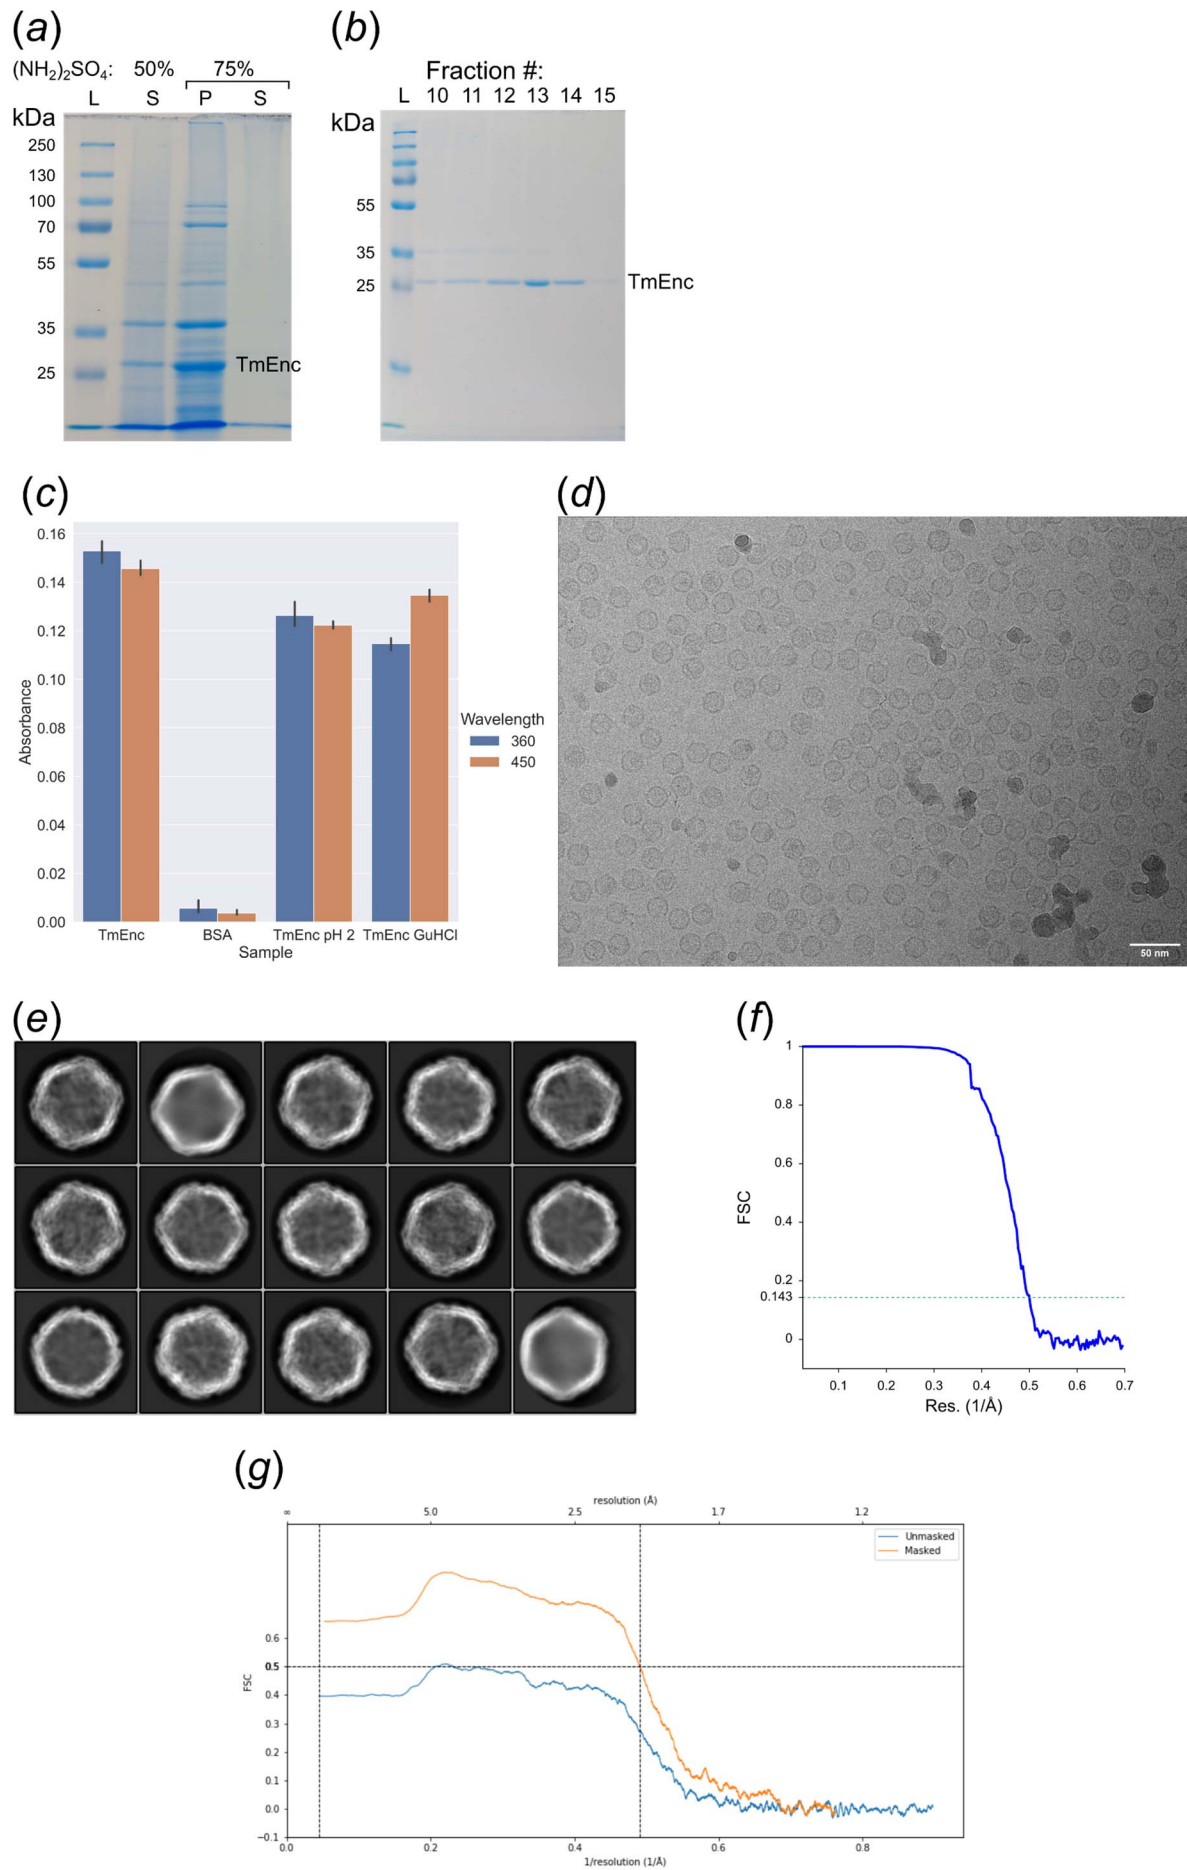 (a)
(NH₂)₂SO₄: 50% 75%
L S P S
kDa
250
130
100
70
55
35
25
TmEnc
(b)
Fraction #:
L 10 11 12 13 14 15
kDa
55
35
25
TmEnc
(c)
0.16
0.14
0.12
0.10
0.08
0.06
0.04
0.02
0.00
Absorbance
TmEnc BSA TmEnc pH 2 TmEnc GuHCl
Sample
Wavelength
360
450
(d)
50 nm
(e)
(f)
1
0.8
0.6
0.4
0.2
0.143
0
FSC
0.1 0.2 0.3 0.4 0.5 0.6 0.7
Res. (1/Å)
(g)
resolution (Å)
∞ 5.0 2.5 1.7 1.2
Unmasked
Masked
0.6
0.5
0.4
0.3
0.2
0.1
0.0
−0.1
FSC
0.0 0.2 0.4 0.6 0.8
1/resolution (1/Å)